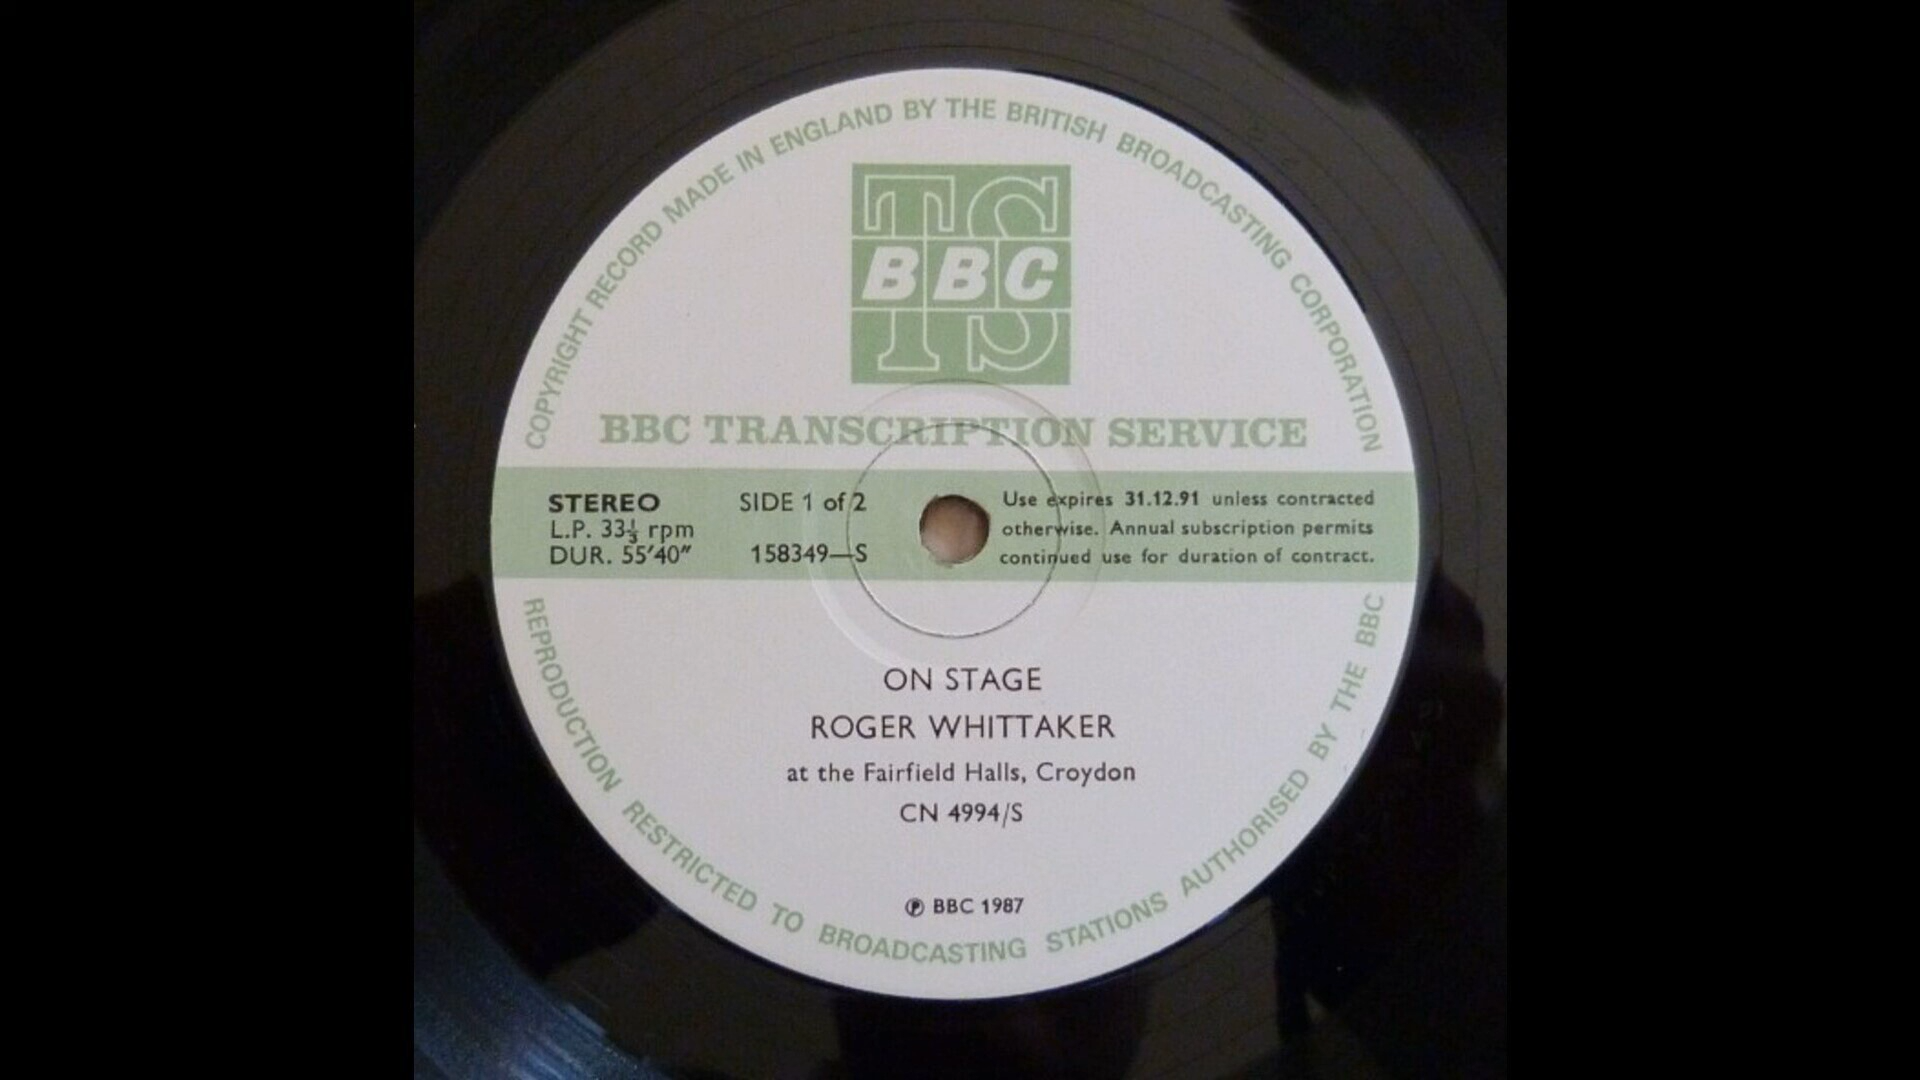 COPYRIGHT RECORD MADE IN ENGLAND BY THE BRITISH BROADCASTING CORPORATION
TS
BBC
BBC TRANSCRIPTION SERVICE
STEREO
L.P. 33⅓ rpm
DUR. 55′40″
SIDE 1 of 2
158349—S
Use expires 31.12.91 unless contracted
otherwise. Annual subscription permits
continued use for duration of contract.
ON STAGE
ROGER WHITTAKER
at the Fairfield Halls, Croydon
CN 4994/S
℗ BBC 1987
REPRODUCTION RESTRICTED TO BROADCASTING STATIONS AUTHORISED BY THE BBC